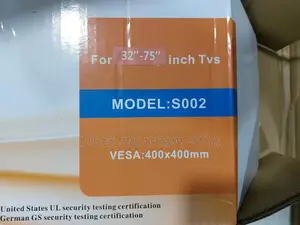 For 32"-75" inch Tvs
MODEL:S002
VESA:400x400mm
United States UL security testing certification
German GS security testing certification